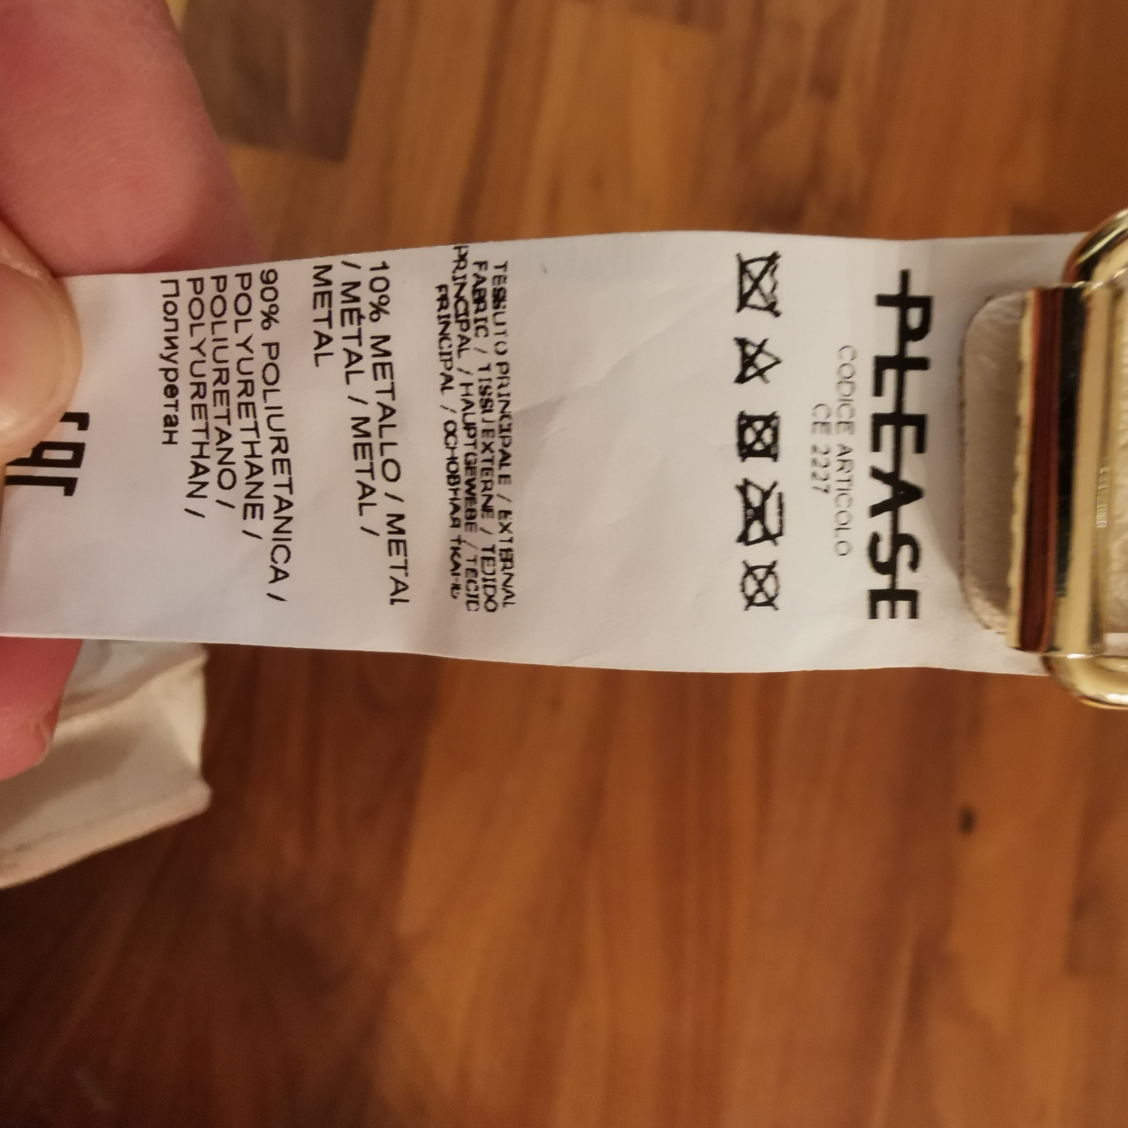 PLEASE
CODICE ARTICOLO
CE 2227
TESSUTO PRINCIPALE / EXTERNAL
FABRIC / TISSU EXTERNE / TEJIDO
PRINCIPAL / HAUPTGEWEBE / TECIDO
PRINCIPAL / ОСНОВНАЯ ТКАНЬ
10% METALLO / METAL
/ MÉTAL / METAL /
METAL
90% POLIURETANICA /
POLYURETHANE /
POLIURETANO /
POLYURETHAN /
Полиуретан
EAC